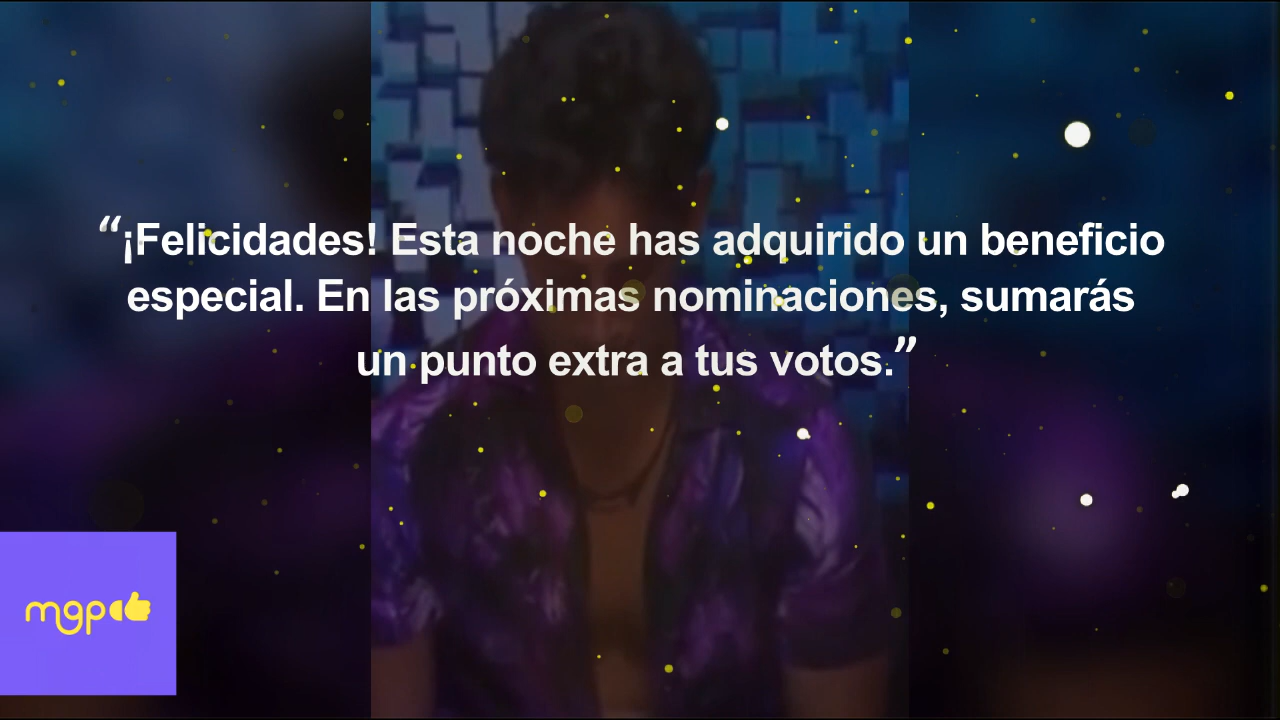 “¡Felicidades! Esta noche has adquirido un beneficio
especial. En las próximas nominaciones, sumarás
un punto extra a tus votos.”
mgp